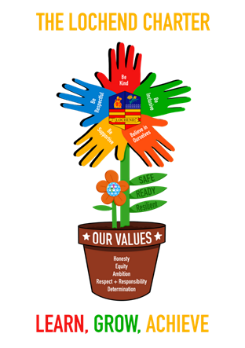 THE LOCHEND CHARTER
Be
Kind
Be
Respectful
Be
Inclusive
Be
Supportive
Believe in
Ourselves
SAFE
READY
Resilient
OUR VALUES
Honesty
Equity
Ambition
Respect + Responsibility
Determination
LEARN, GROW, ACHIEVE